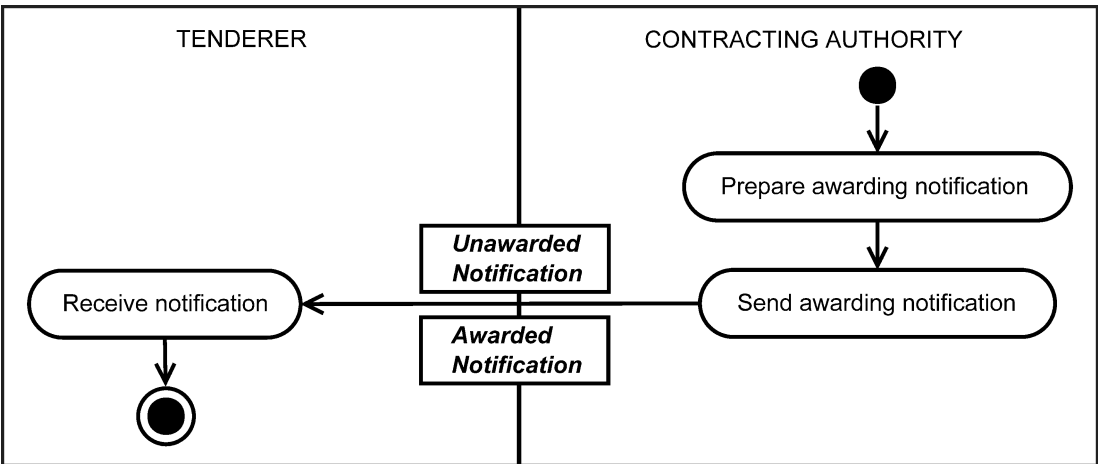 TENDERER
CONTRACTING AUTHORITY
Prepare awarding notification
Unawarded
Notification
Receive notification
Send awarding notification
Awarded
Notification